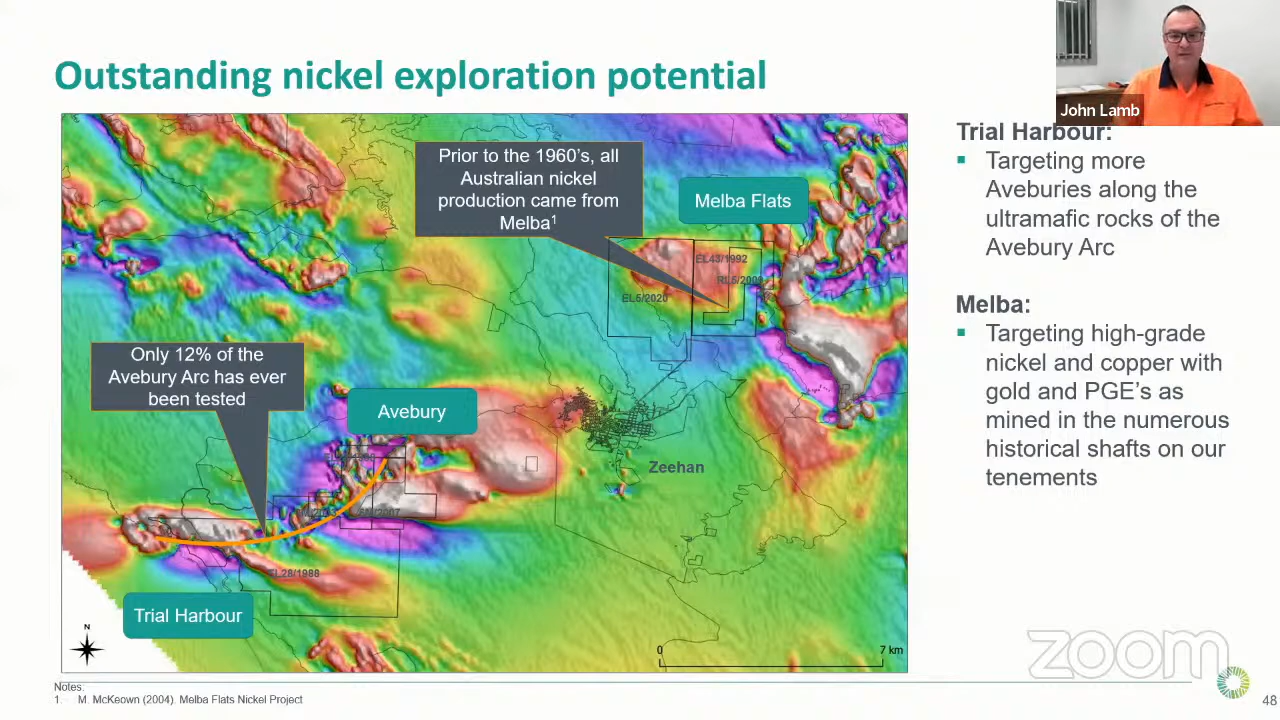 Outstanding nickel exploration potential
John Lamb
Prior to the 1960's, all
Australian nickel
production came from
Melba1
Melba Flats
EL43/1992
EL6/2020
Only 12% of the
Avebury Arc has ever
been tested
Avebury
Zeehan
EL28/1988
Trial Harbour
N
0
7 km
Trial Harbour:
▪ Targeting more
Aveburies along the
ultramafic rocks of the
Avebury Arc
Melba:
▪ Targeting high-grade
nickel and copper with
gold and PGE's as
mined in the numerous
historical shafts on our
tenements
zoom
Notes:
1. M. McKeown (2004). Melba Flats Nickel Project
48